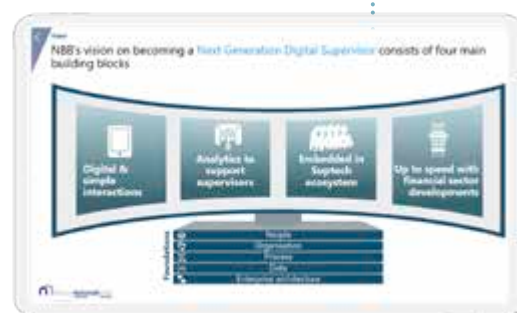 Vision
NBB's vision on becoming a Next Generation Digital Supervisor consists of four main
building blocks
Digital &
simple
interactions
Analytics to
support
supervisors
Embedded in
Suptech
ecosystem
Up to speed with
financial sector
developments
Foundations
People
Organisation
Process
Data
Enterprise architecture